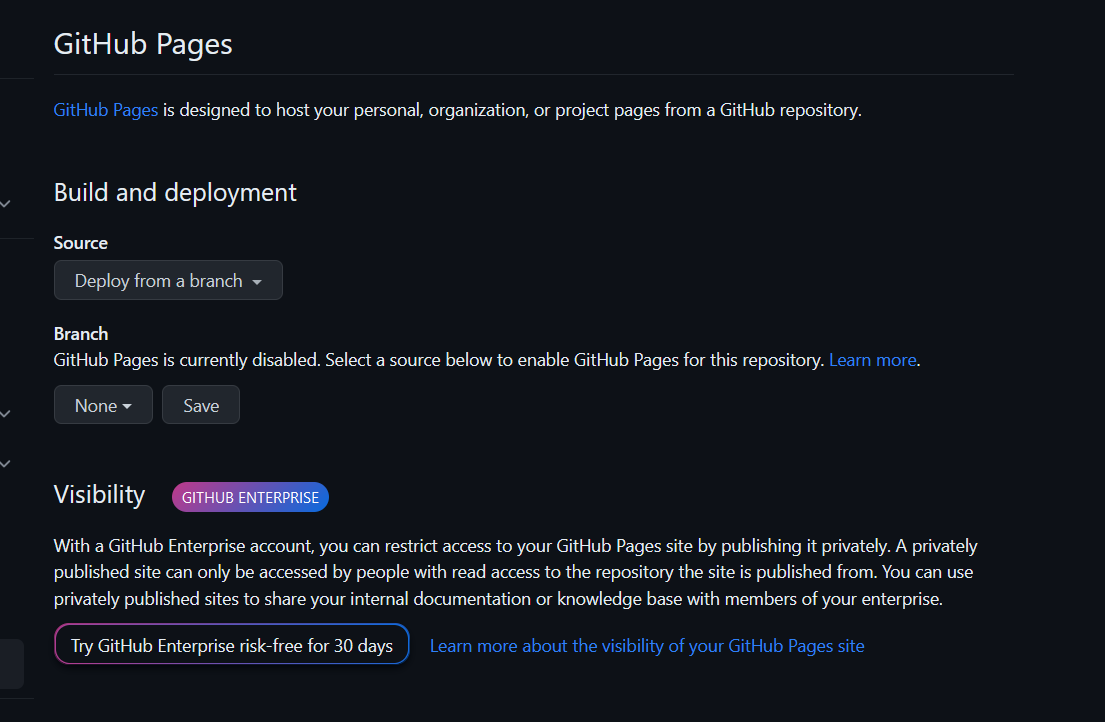 GitHub Pages
GitHub Pages is designed to host your personal, organization, or project pages from a GitHub repository.
Build and deployment
Source
Deploy from a branch
Branch
GitHub Pages is currently disabled. Select a source below to enable GitHub Pages for this repository. Learn more.
None
Save
Visibility
GITHUB ENTERPRISE
With a GitHub Enterprise account, you can restrict access to your GitHub Pages site by publishing it privately. A privately
published site can only be accessed by people with read access to the repository the site is published from. You can use
privately published sites to share your internal documentation or knowledge base with members of your enterprise.
Try GitHub Enterprise risk-free for 30 days
Learn more about the visibility of your GitHub Pages site